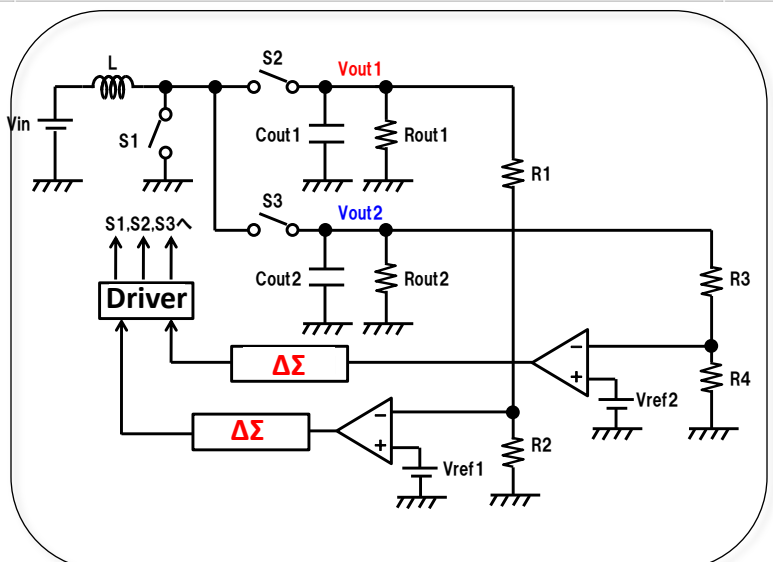 L
S2
Vout1
Vin
S1
Cout1
Rout1
R1
S3
Vout2
S1,S2,S3へ
Driver
Cout2
Rout2
R3
ΔΣ
−
+
R4
Vref2
ΔΣ
−
+
R2
Vref1